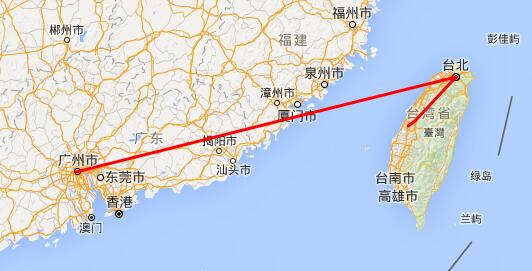 福州市
郴州市
彭佳屿
福建
台北
泉州市
漳州市
厦门市
台湾省
臺灣
广东
揭阳市
广州市
汕头市
东莞市
台南市
高雄市
绿岛
香港
澳门
兰屿